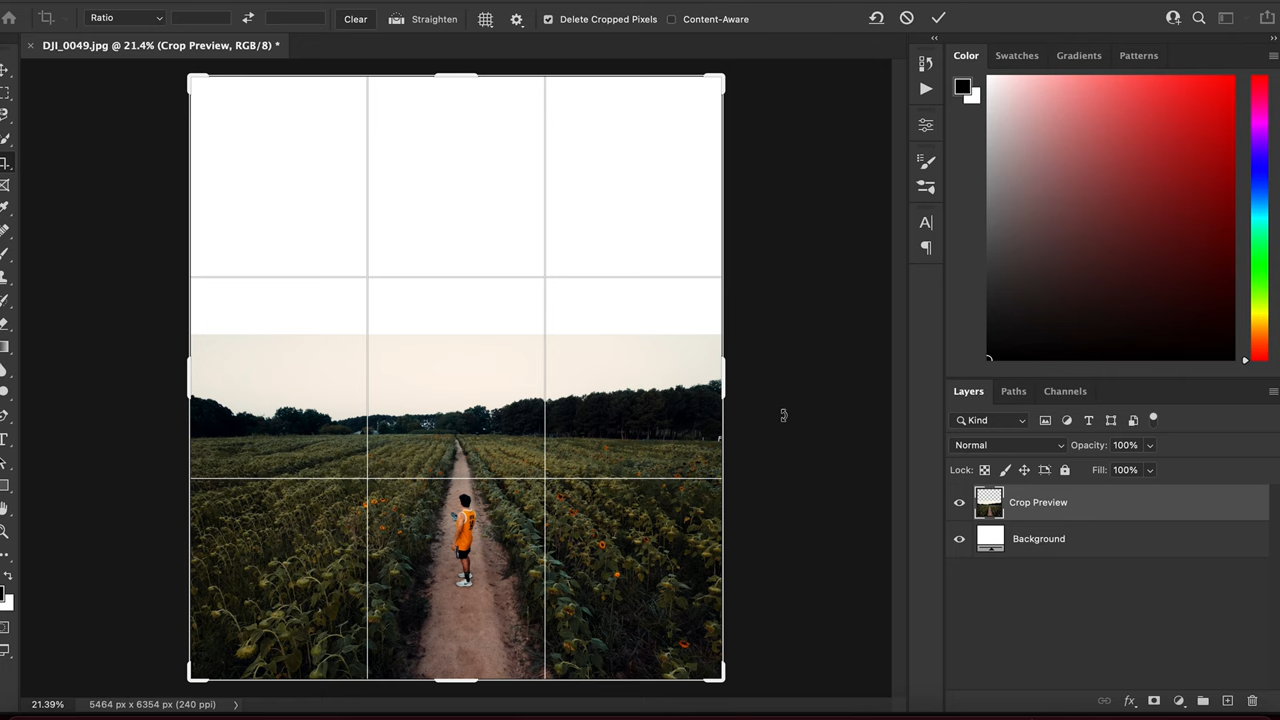 Ratio Clear Straighten Delete Cropped Pixels Content-Aware
× DJI_0049.jpg @ 21.4% (Crop Preview, RGB/8) *
Color Swatches Gradients Patterns
Layers Paths Channels
Kind
Normal Opacity: 100%
Lock: Fill: 100%
Crop Preview
Background
21.39% 5464 px x 6354 px (240 ppi)